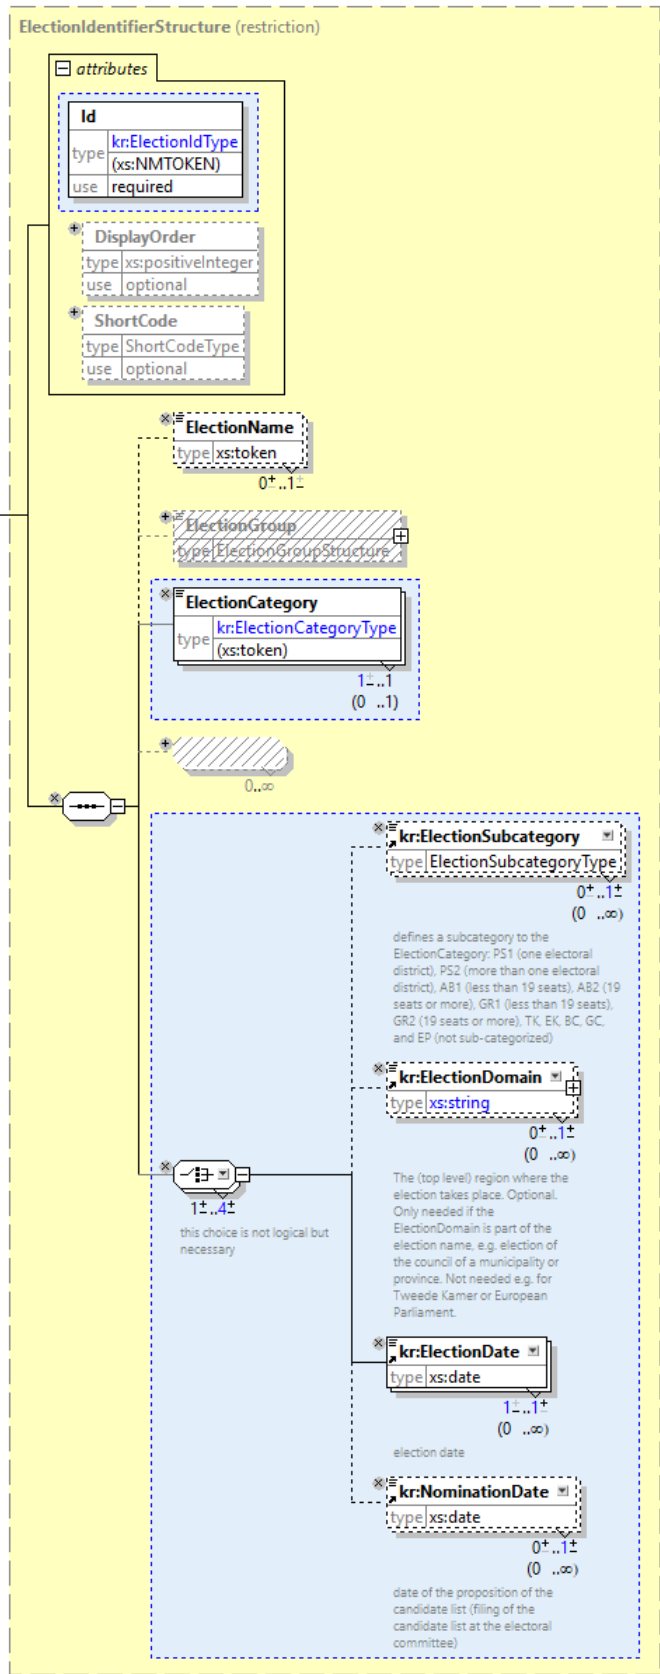 ElectionIdentifierStructure (restriction)
attributes
Id
type kr:ElectionIdType
(xs:NMTOKEN)
use required
DisplayOrder
type xs:positiveInteger
use optional
ShortCode
type ShortCodeType
use optional
ElectionName
type xs:token
0±..1±
ElectionGroup
type ElectionGroupStructure
ElectionCategory
type kr:ElectionCategoryType
(xs:token)
1±..1
(0 ..1)
0..∞
kr:ElectionSubcategory
type ElectionSubcategoryType
0±..1±
(0 ..∞)
defines a subcategory to the
ElectionCategory: PS1 (one electoral
district), PS2 (more than one electoral
district), AB1 (less than 19 seats), AB2 (19
seats or more), GR1 (less than 19 seats),
GR2 (19 seats or more), TK, EK, BC, GC,
and EP (not sub-categorized)
kr:ElectionDomain
type xs:string
0±..1±
(0 ..∞)
1±..4±
this choice is not logical but
necessary
The (top level) region where the
election takes place. Optional.
Only needed if the
ElectionDomain is part of the
election name, e.g. election of
the council of a municipality or
province. Not needed e.g. for
Tweede Kamer or European
Parliament.
kr:ElectionDate
type xs:date
1±..1±
(0 ..∞)
election date
kr:NominationDate
type xs:date
0±..1±
(0 ..∞)
date of the proposition of the
candidate list (filing of the
candidate list at the electoral
committee)